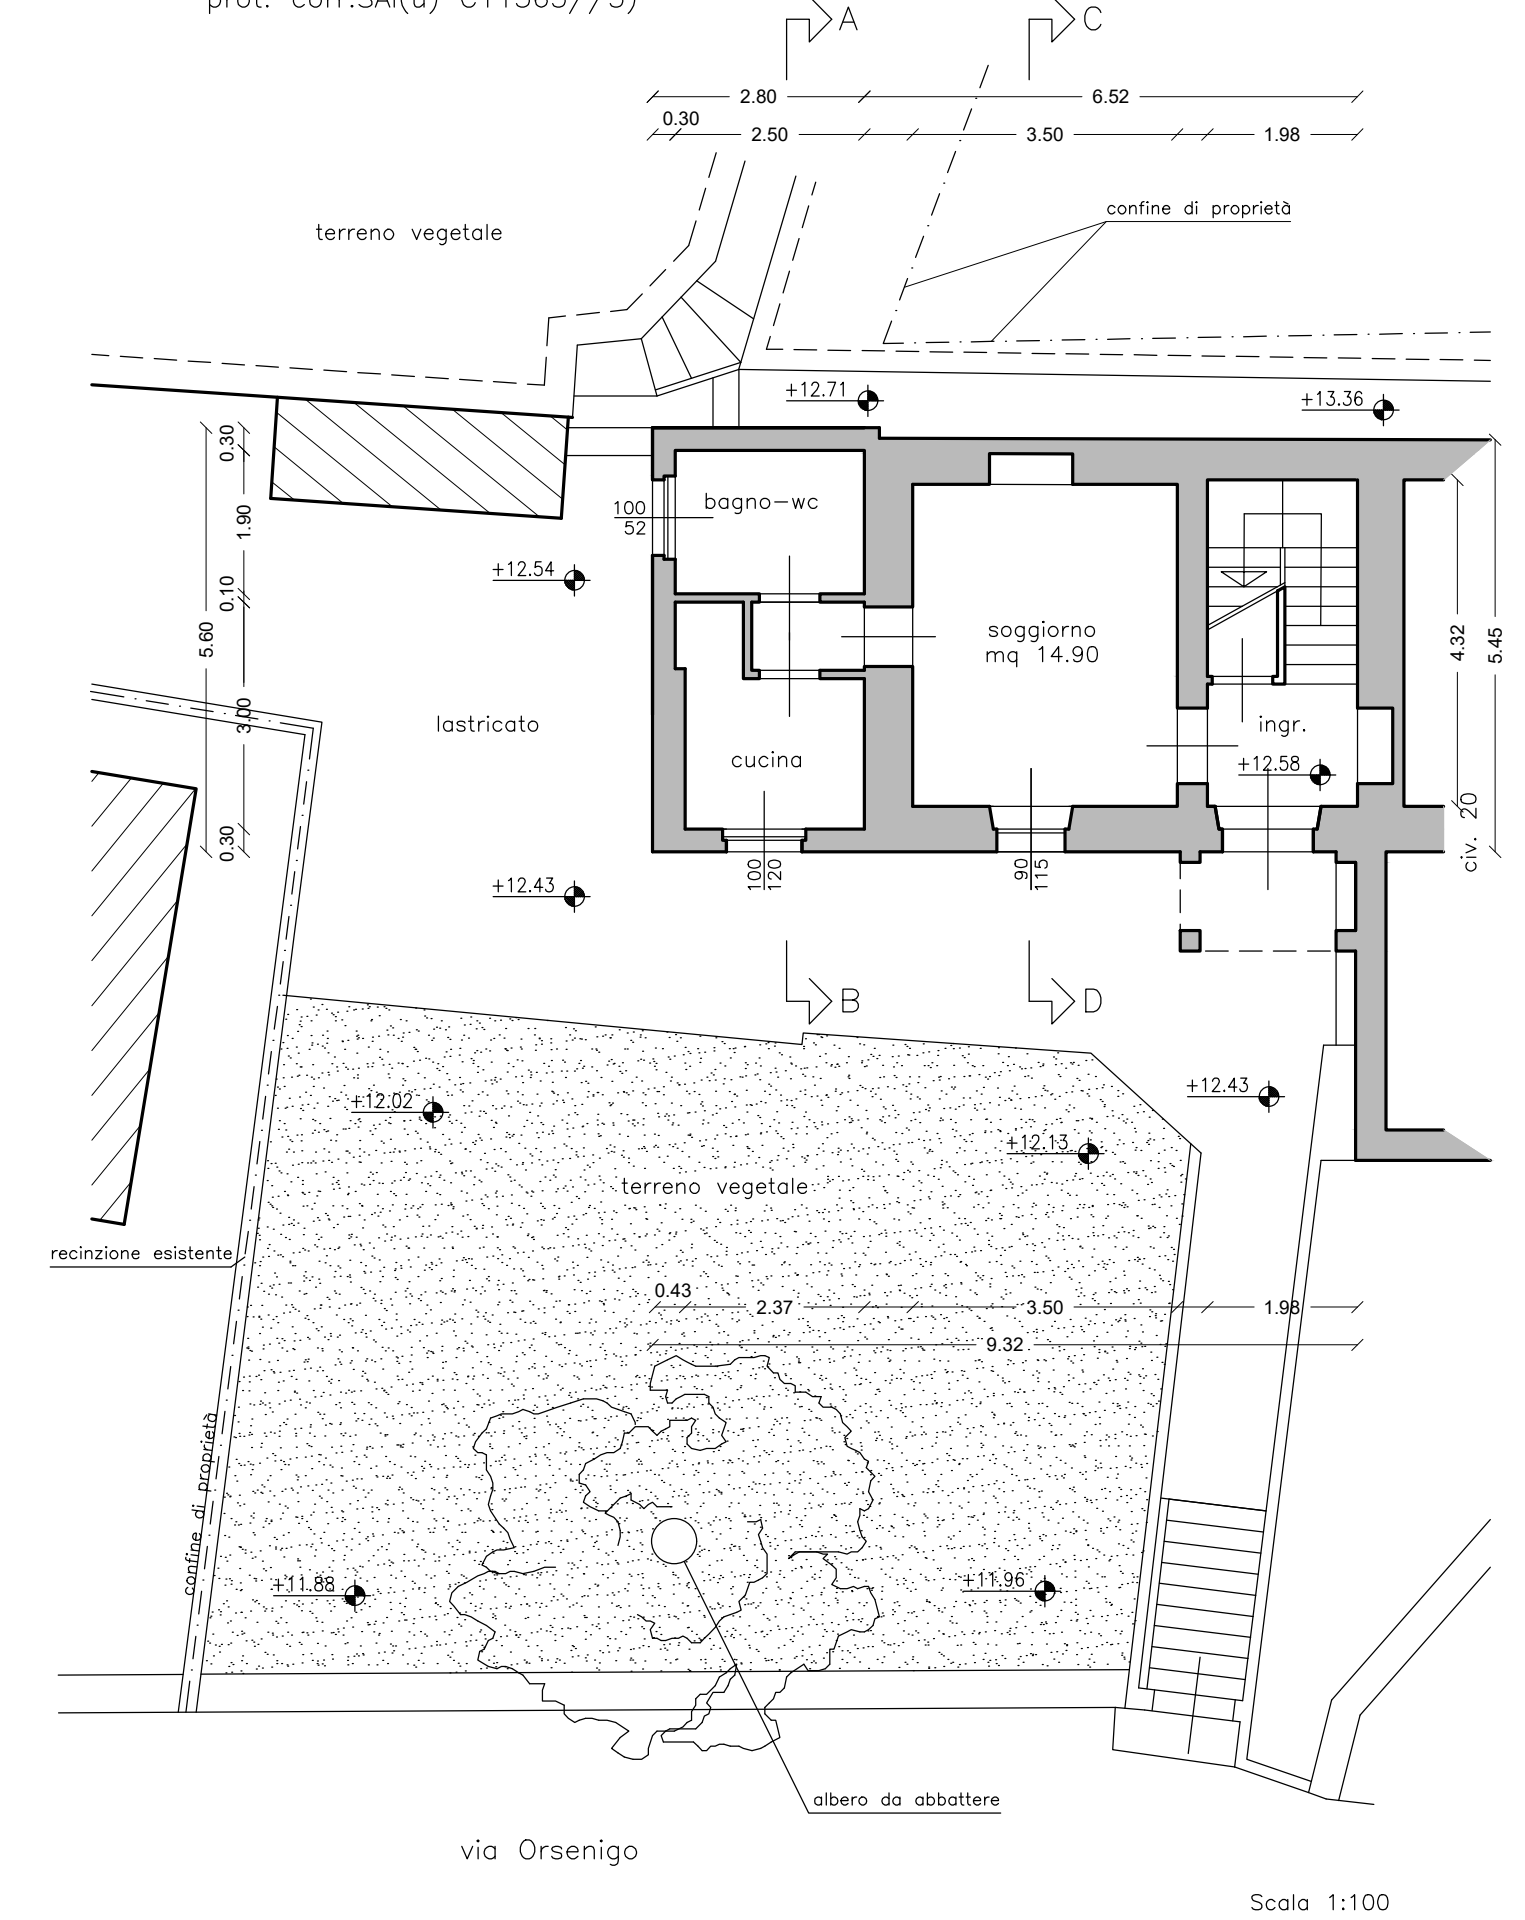 A
C
2.80
6.52
0.30
2.50
3.50
1.98
confine di proprietà
terreno vegetale
+12.71
+13.36
0.30
1.90
0.10
5.60
3.00
0.30
bagno-wc
100
52
+12.54
soggiorno
mq 14.90
4.32
5.45
lastricato
ingr.
cucina
+12.58
civ. 20
100
120
90
115
+12.43
B
D
+12.02
+12.43
+12.13
terreno vegetale
recinzione esistente
0.43
2.37
3.50
1.98
9.32
confine di proprietà
+11.88
+11.96
albero da abbattere
via Orsenigo
Scala 1:100